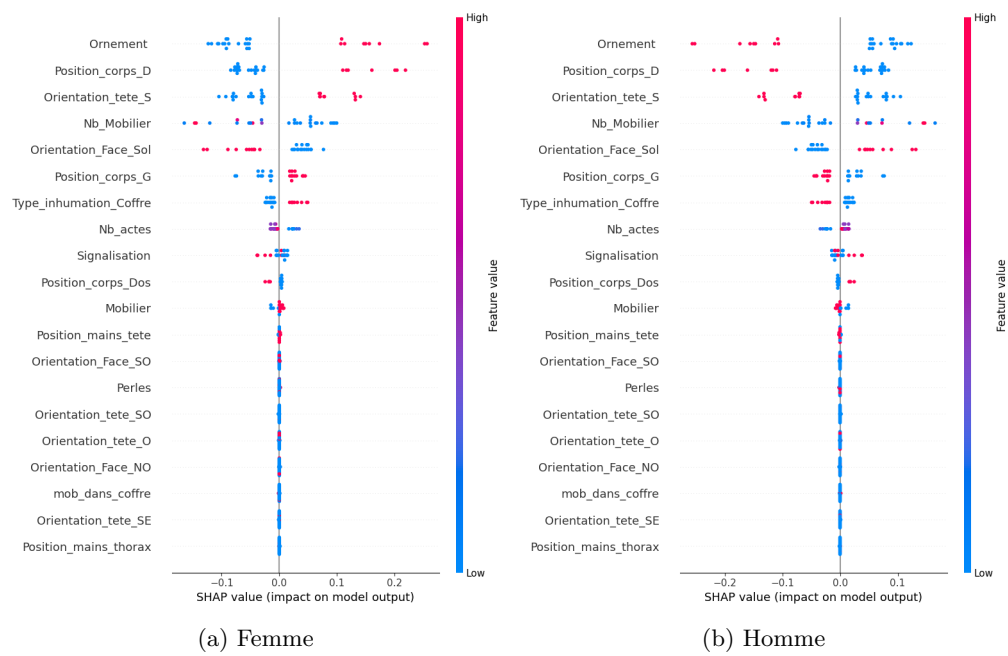 High
Ornement
Position_corps_D
Orientation_tete_S
Nb_Mobilier
Orientation_Face_Sol
Position_corps_G
Type_inhumation_Coffre
Nb_actes
Signalisation
Position_corps_Dos
Mobilier
Position_mains_tete
Orientation_Face_SO
Perles
Orientation_tete_SO
Orientation_tete_O
Orientation_Face_NO
mob_dans_coffre
Orientation_tete_SE
Position_mains_thorax
Low
Feature value
−0.1 0.0 0.1 0.2
SHAP value (impact on model output)
(a) Femme
High
Ornement
Position_corps_D
Orientation_tete_S
Nb_Mobilier
Orientation_Face_Sol
Position_corps_G
Type_inhumation_Coffre
Nb_actes
Signalisation
Position_corps_Dos
Mobilier
Position_mains_tete
Orientation_Face_SO
Perles
Orientation_tete_SO
Orientation_tete_O
Orientation_Face_NO
mob_dans_coffre
Orientation_tete_SE
Position_mains_thorax
Low
Feature value
−0.2 −0.1 0.0 0.1
SHAP value (impact on model output)
(b) Homme